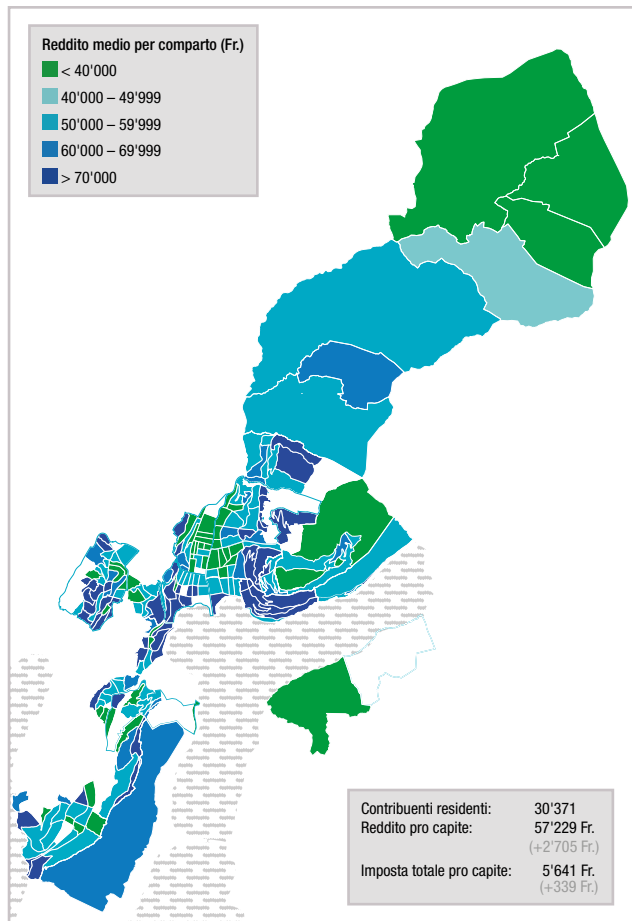 Reddito medio per comparto (Fr.)
< 40'000
40'000 – 49'999
50'000 – 59'999
60'000 – 69'999
> 70'000
Contribuenti residenti: 30'371
Reddito pro capite: 57'229 Fr.
(+2'705 Fr.)
Imposta totale pro capite: 5'641 Fr.
(+339 Fr.)